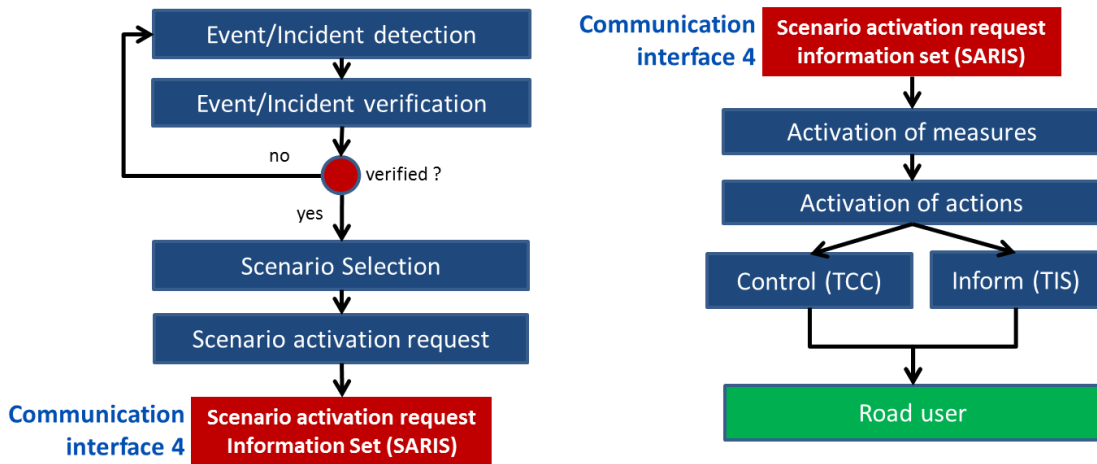 Event/Incident detection
Event/Incident verification
no
verified ?
yes
Scenario Selection
Scenario activation request
Communication
interface 4
Scenario activation request
Information Set (SARIS)
Communication
interface 4
Scenario activation request
information set (SARIS)
Activation of measures
Activation of actions
Control (TCC)
Inform (TIS)
Road user